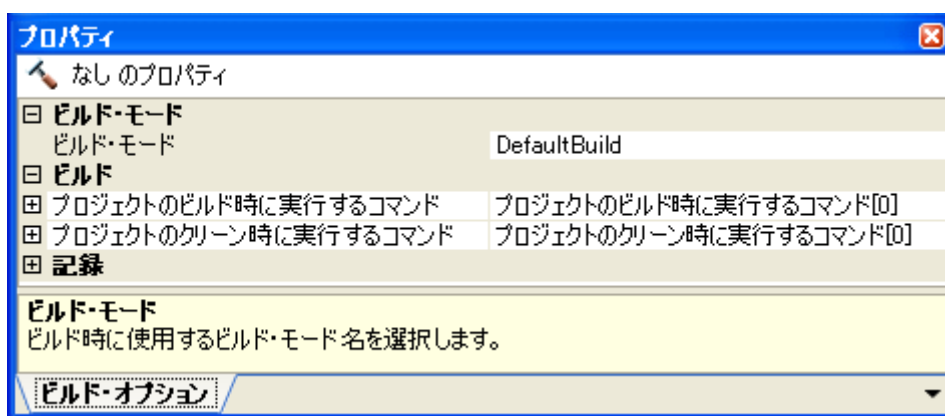 プロパティ
なし のプロパティ
ビルド・モード
ビルド・モード DefaultBuild
ビルド
プロジェクトのビルド時に実行するコマンド プロジェクトのビルド時に実行するコマンド[0]
プロジェクトのクリーン時に実行するコマンド プロジェクトのクリーン時に実行するコマンド[0]
記録
ビルド・モード
ビルド時に使用するビルド・モード名を選択します。
ビルド・オプション